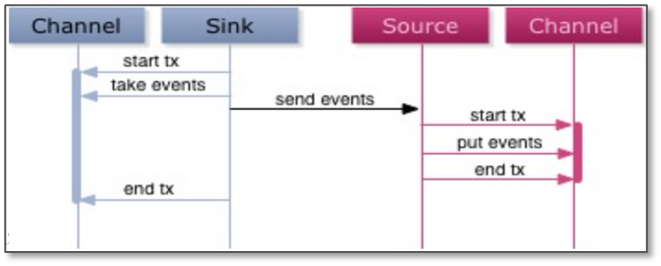 Channel Sink Source Channel
start tx
take events
send events
start tx
put events
end tx
end tx